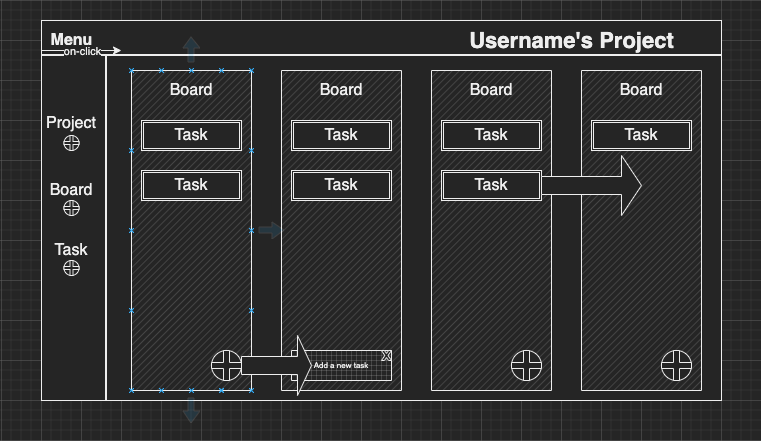 Menu
on-click
Username's Project
Project
Board
Task
Board
Task
Task
Board
Task
Task
Add a new task
X
Board
Task
Task
Board
Task